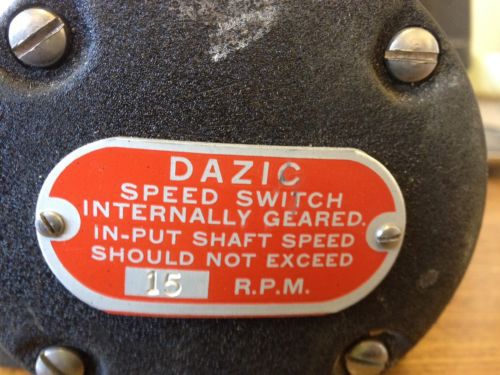 DAZIC
SPEED SWITCH
INTERNALLY GEARED.
IN-PUT SHAFT SPEED
SHOULD NOT EXCEED
15 R.P.M.